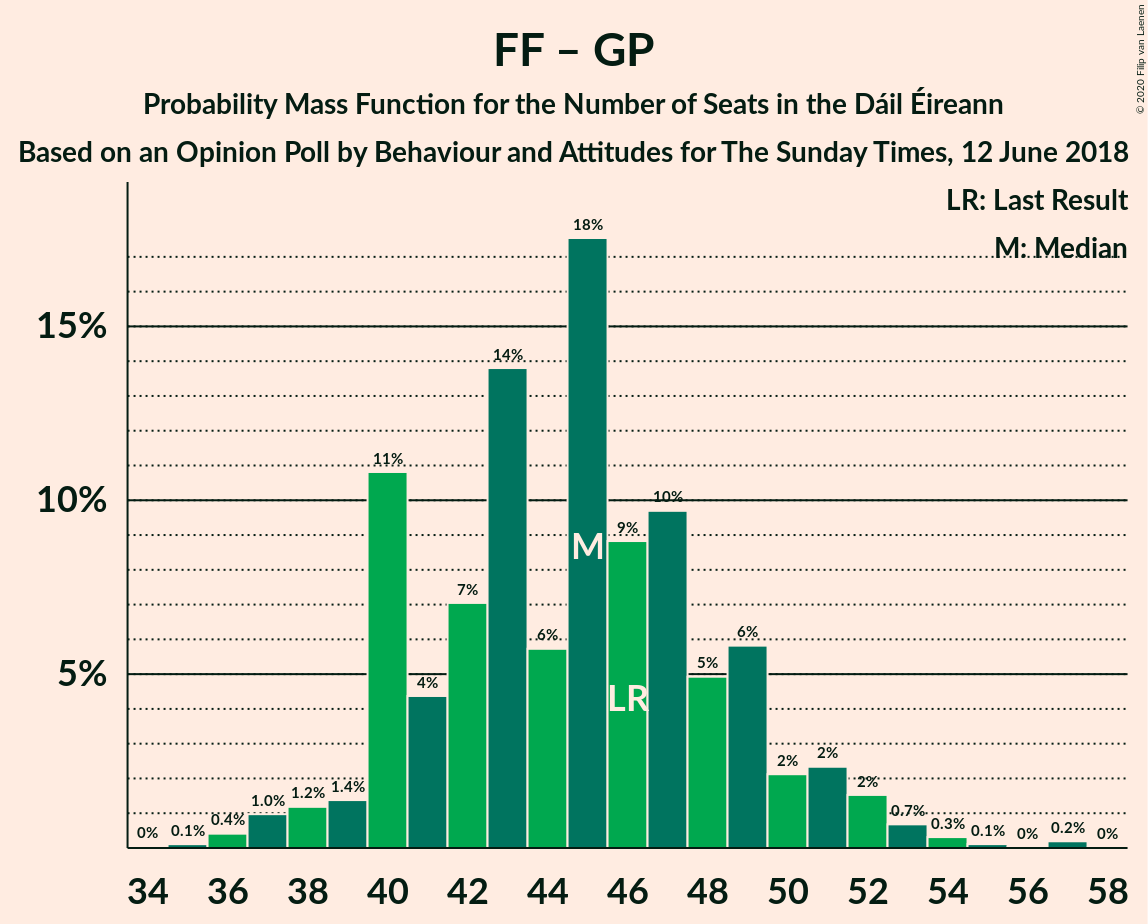 FF – GP
Probability Mass Function for the Number of Seats in the Dáil Éireann
Based on an Opinion Poll by Behaviour and Attitudes for The Sunday Times, 12 June 2018
© 2020 Filip van Laenen
LR: Last Result
M: Median
18%
15%
14%
11%
10%
10%
9%
M
7%
6%
6%
5%
5%
4%
LR
2%
2%
2%
1.4%
1.2%
1.0%
0.7%
0.4%
0.3%
0.2%
0% 0.1% 0.1% 0% 0%
34 36 38 40 42 44 46 48 50 52 54 56 58